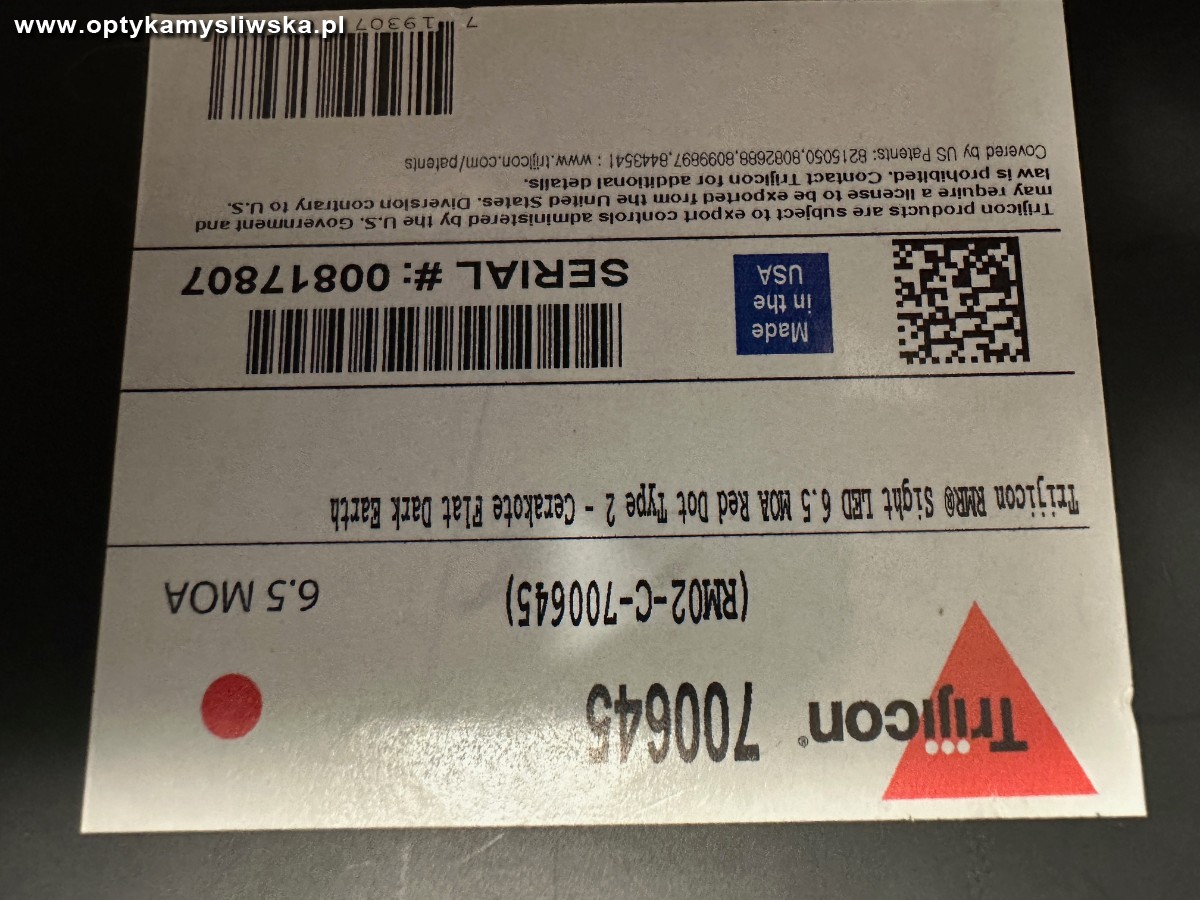 www.optykamysliwska.pl
Trijicon®
700645
(RM02-C-700645)
6.5 MOA
Trijicon RMR® Sight LED 6.5 MOA Red Dot Type 2 - Cerakote Flat Dark Earth
Made
in the
USA
SERIAL #: 00817807
Trijicon products are subject to export controls administered by the U.S. Government and
may require a license to be exported from the United States. Diversion contrary to U.S.
law is prohibited. Contact Trijicon for additional details.
Covered by US Patents: 8215050,8082688,8099897,8443541 : www.trijicon.com/patents
7 19307